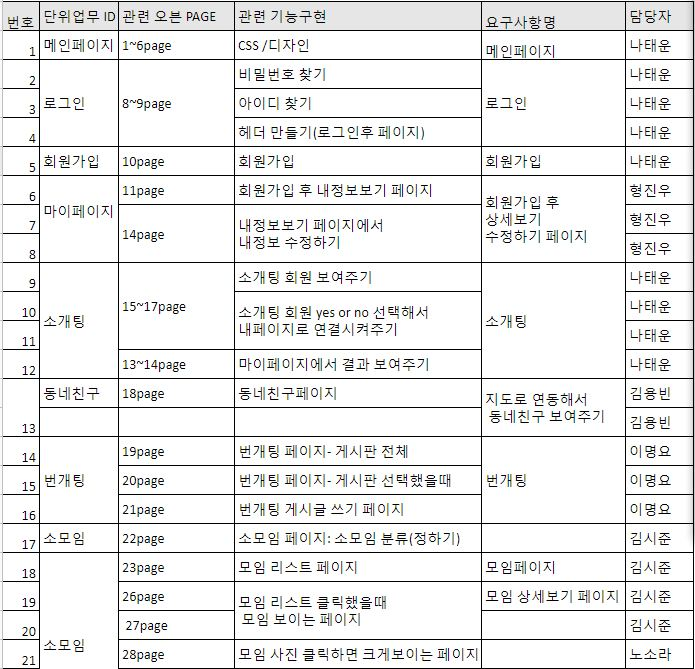 번호 단위업무 ID 관련 오븐 PAGE 관련 기능구현 요구사항명 담당자
1 메인페이지 1~6page CSS /디자인 메인페이지 나태운
2 비밀번호 찾기 나태운
3 로그인 8~9page 아이디 찾기 로그인 나태운
4 헤더 만들기(로그인후 페이지) 나태운
5 회원가입 10page 회원가입 회원가입 나태운
6 마이페이지 11page 회원가입 후 내정보보기 페이지 회원가입 후 형진우
7 14page 내정보보기 페이지에서 상세보기 형진우
8 내정보 수정하기 수정하기 페이지 형진우
9 소개팅 회원 보여주기 나태운
10 소개팅 15~17page 소개팅 회원 yes or no 선택해서 소개팅 나태운
11 내페이지로 연결시켜주기 나태운
12 13~14page 마이페이지에서 결과 보여주기 나태운
동네친구 18page 동네친구페이지 지도로 연동해서 김용빈
13 동네친구 보여주기 김용빈
14 19page 번개팅 페이지- 게시판 전체 이명요
15 번개팅 20page 번개팅 페이지- 게시판 선택했을때 번개팅 이명요
16 21page 번개팅 게시글 쓰기 페이지 이명요
17 소모임 22page 소모임 페이지: 소모임 분류(정하기) 김시준
18 23page 모임 리스트 페이지 모임페이지 김시준
19 26page 모임 리스트 클릭했을때 모임 상세보기 페이지 김시준
20 27page 모임 보이는 페이지 김시준
21 소모임 28page 모임 사진 클릭하면 크게보이는 페이지 노소라